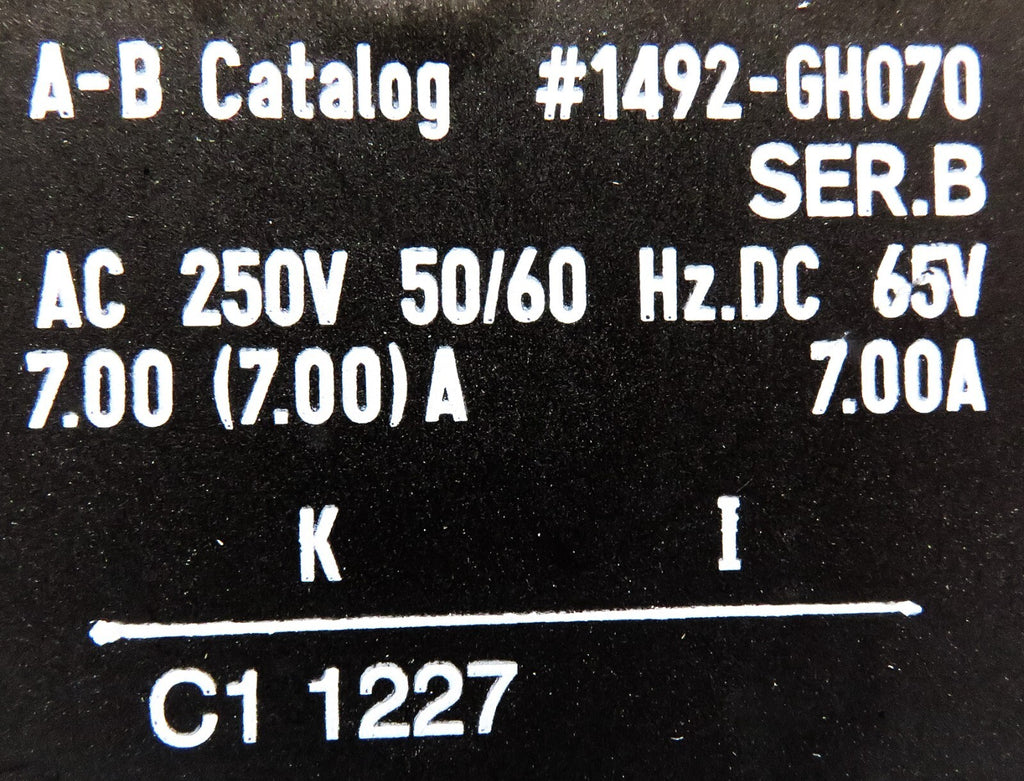 A-B Catalog #1492-GH070
SER.B
AC 250V 50/60 Hz.DC 65V
7.00 (7.00) A 7.00A
K I
C1 1227